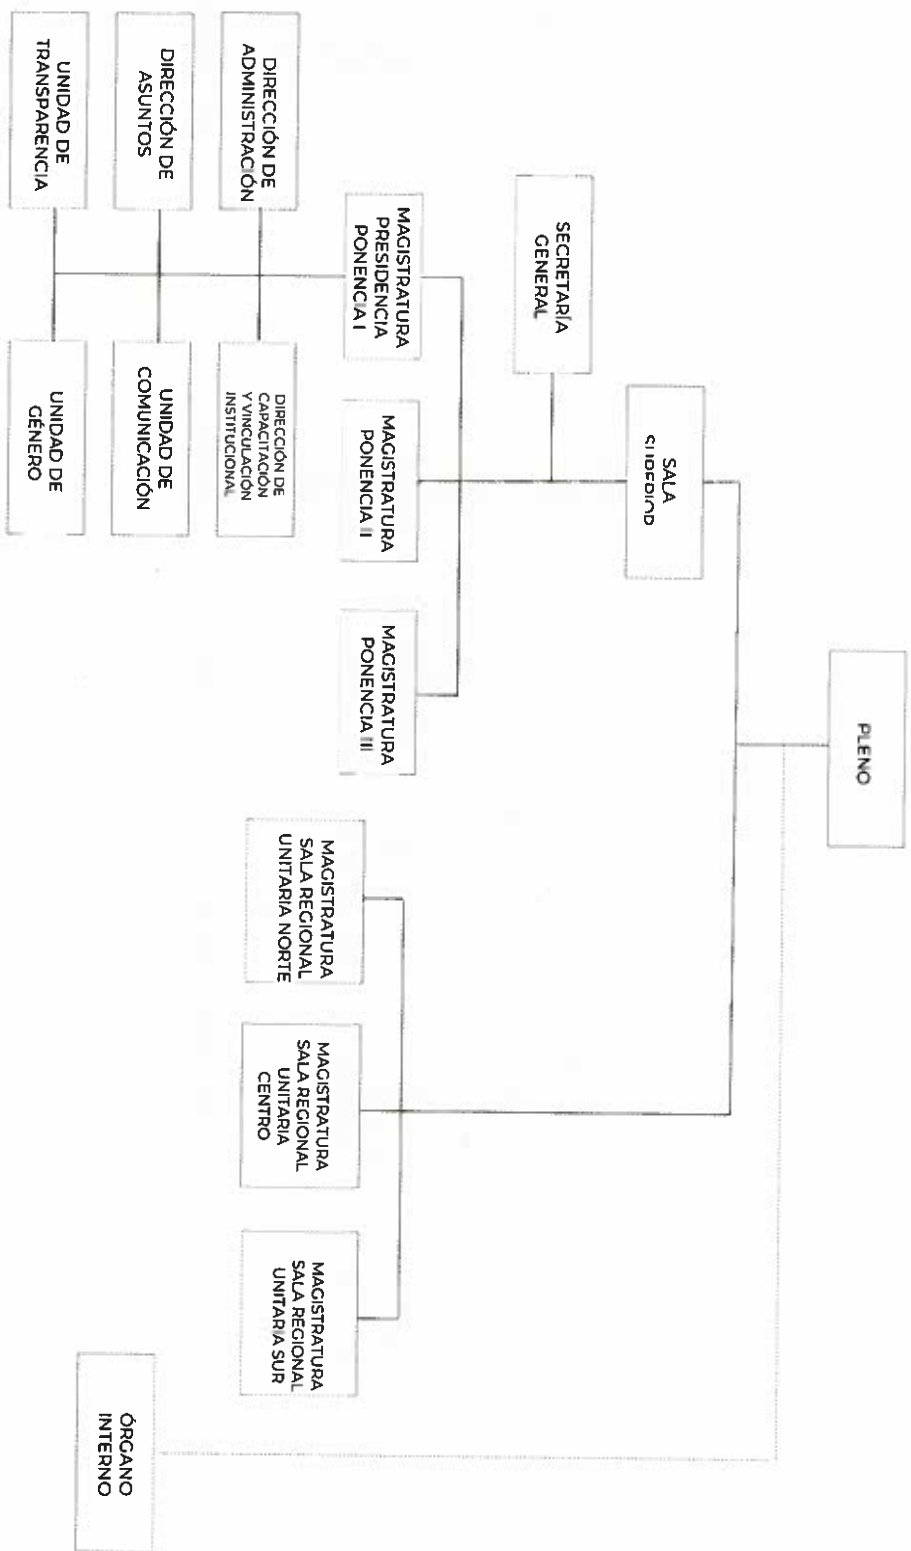 PLENO
SALA
SUPERIOR
SECRETARÍA
GENERAL
MAGISTRATURA
PRESIDENCIA
PONENCIA I
MAGISTRATURA
PONENCIA II
MAGISTRATURA
PONENCIA III
MAGISTRATURA
SALA REGIONAL
UNITARIA NORTE
MAGISTRATURA
SALA REGIONAL
UNITARIA
CENTRO
MAGISTRATURA
SALA REGIONAL
UNITARIA SUR
DIRECCIÓN DE
ADMINISTRACIÓN
DIRECCIÓN DE
CAPACITACIÓN
Y VINCULACIÓN
INSTITUCIONAL
DIRECCIÓN DE
ASUNTOS
UNIDAD DE
COMUNICACIÓN
UNIDAD DE
TRANSPARENCIA
UNIDAD DE
GÉNERO
ÓRGANO
INTERNO